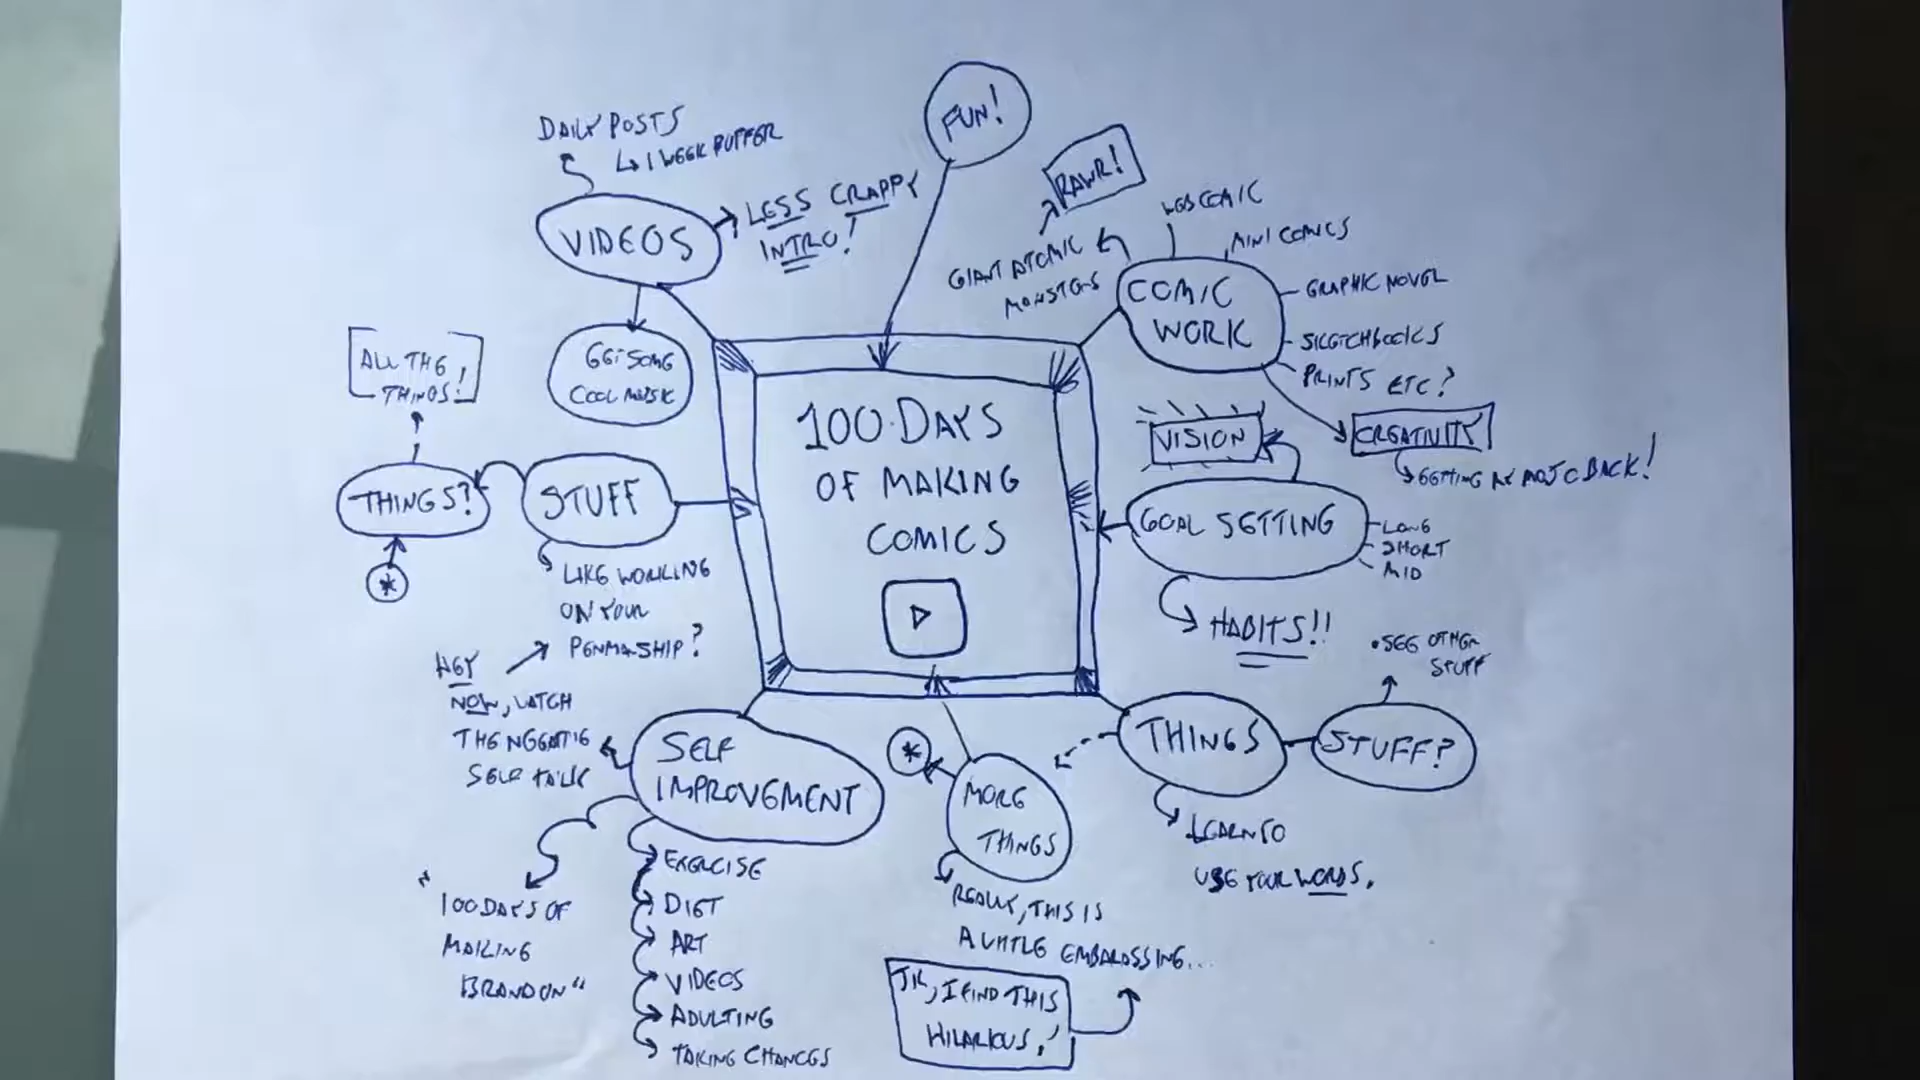 FUN!
DAILY POSTS
↳ 1 WEEK BUFFER
VIDEOS
LESS CRAPPY
INTRO!
COOL MUSIC
RAWR!
WEBCOMIC
MINI COMICS
GIANT ATOMIC
MONSTERS
COMIC
WORK
GRAPHIC NOVEL
SKETCHBOOKS
PRINTS ETC?
CREATIVITY
GETTING MY MOJO BACK!
ALL THE
THINGS!
THINGS?
*
STUFF
LIKE WORKING
ON YOUR
PENMASHIP?
HEY
NOW, WATCH
THE NEGATIVE
SELF TALK
100 DAYS
OF MAKING
COMICS
VISION
GOAL SETTING
LONG
SHORT
MID
HABITS!!
• SEE OTHER
STUFF
SELF
IMPROVEMENT
"100 DAYS OF
MAKING
BRANDON"
EXERCISE
DIET
ART
VIDEOS
ADULTING
TAKING CHANCES
*
MORE
THINGS
REALLY, THIS IS
A LITTLE EMBARASSING...
JK, I FIND THIS
HILARIOUS!
THINGS
STUFF?
LEARN TO
USE YOUR WORDS.